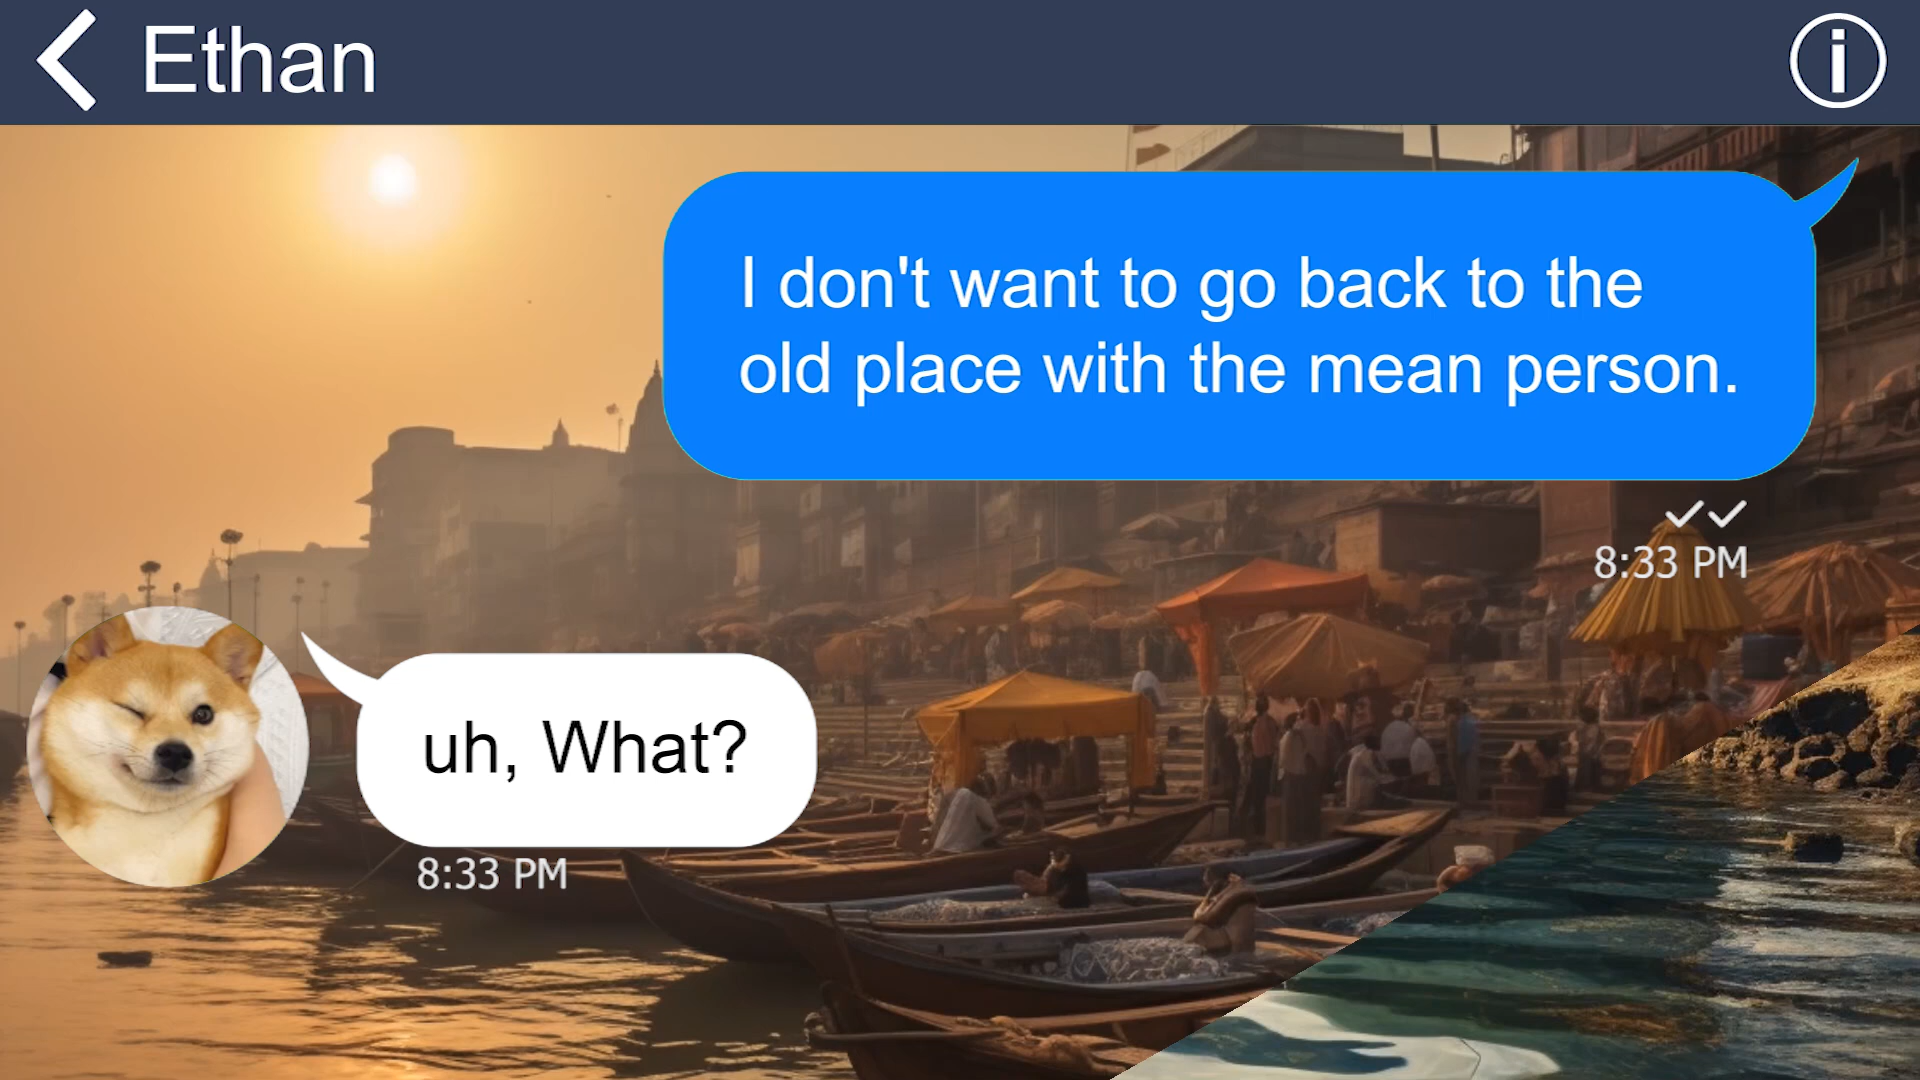 Ethan
I don't want to go back to the
old place with the mean person.
8:33 PM
uh, What?
8:33 PM